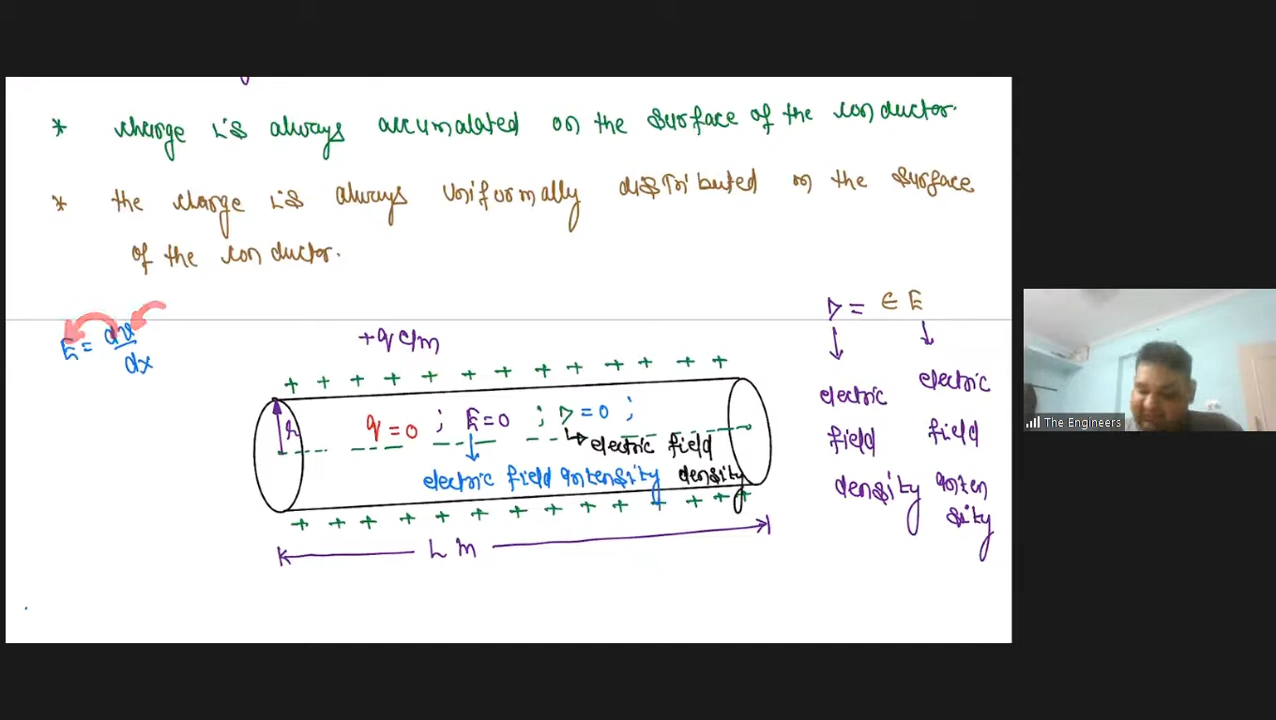 * charge is always accumalated on the surface of the conductor.
* the charge is always uniformally distributed on the surface
of the conductor.
E = dv/dx
+q c/m
D = ∈ E
electric field density
electric field intensity
r
q = 0 ; E = 0 ; D = 0 ;
electric field density
electric field intensity
L m
The Engineers